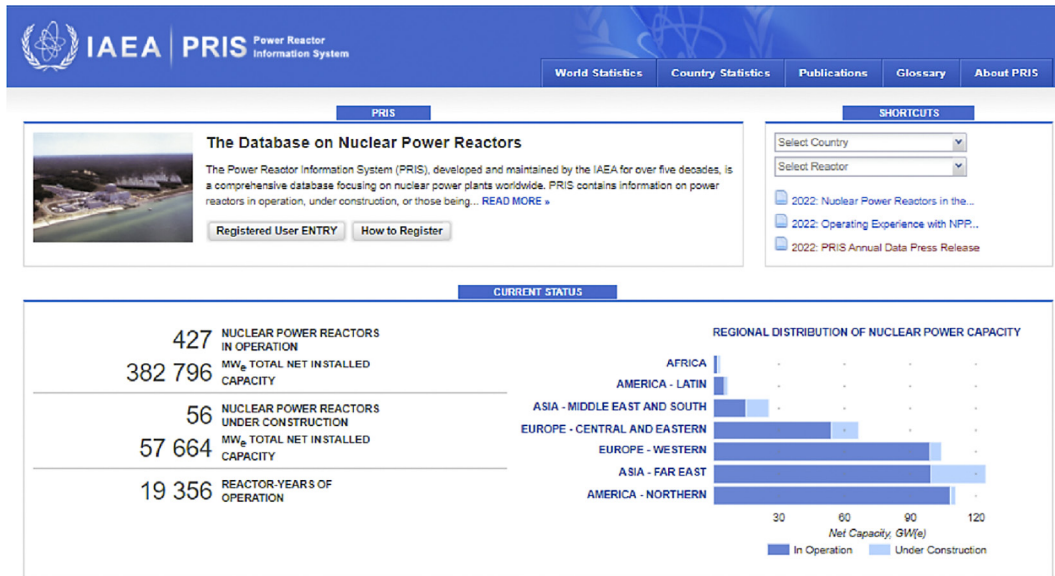 IAEA PRIS Power Reactor
Information System
World Statistics Country Statistics Publications Glossary About PRIS
PRIS
The Database on Nuclear Power Reactors
The Power Reactor Information System (PRIS), developed and maintained by the IAEA for over five decades, is
a comprehensive database focusing on nuclear power plants worldwide. PRIS contains information on power
reactors in operation, under construction, or those being... READ MORE »
Registered User ENTRY How to Register
SHORTCUTS
Select Country
Select Reactor
2022: Nuclear Power Reactors in the...
2022: Operating Experience with NPP...
2022: PRIS Annual Data Press Release
CURRENT STATUS
427 NUCLEAR POWER REACTORS
IN OPERATION
382 796 MWe TOTAL NET INSTALLED
CAPACITY
56 NUCLEAR POWER REACTORS
UNDER CONSTRUCTION
57 664 MWe TOTAL NET INSTALLED
CAPACITY
19 356 REACTOR-YEARS OF
OPERATION
REGIONAL DISTRIBUTION OF NUCLEAR POWER CAPACITY
AFRICA
AMERICA - LATIN
ASIA - MIDDLE EAST AND SOUTH
EUROPE - CENTRAL AND EASTERN
EUROPE - WESTERN
ASIA - FAR EAST
AMERICA - NORTHERN
30 60 90 120
Net Capacity, GW(e)
In Operation Under Construction